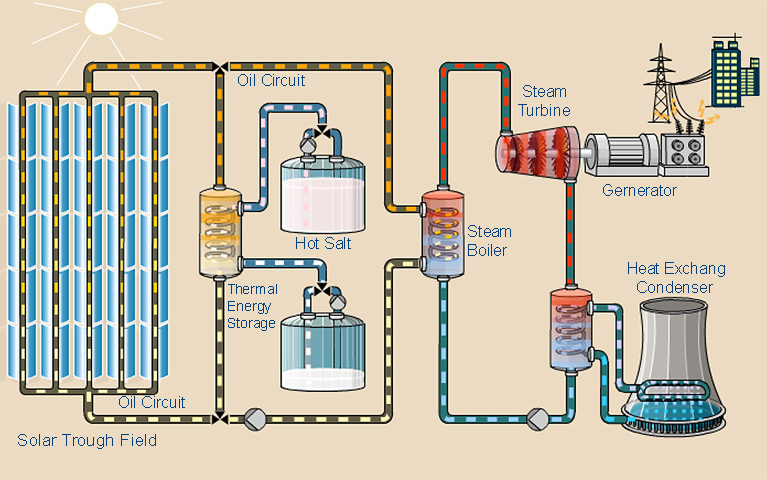 Oil Circuit
Steam
Turbine
Gernerator
Hot Salt
Steam
Boiler
Thermal
Energy
Storage
Heat Exchang
Condenser
Oil Circuit
Solar Trough Field